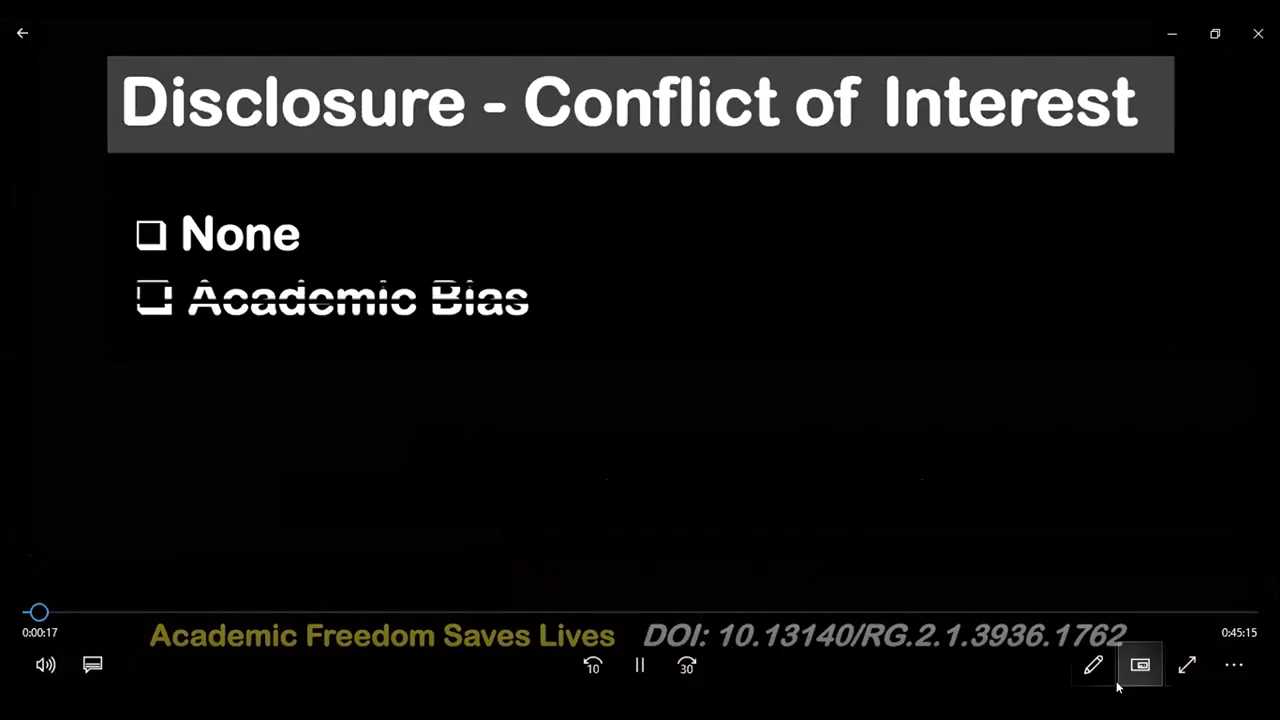 Disclosure - Conflict of Interest
None
Academic Bias
0:00:17
Academic Freedom Saves Lives DOI: 10.13140/RG.2.1.3936.1762
0:45:15
10
30